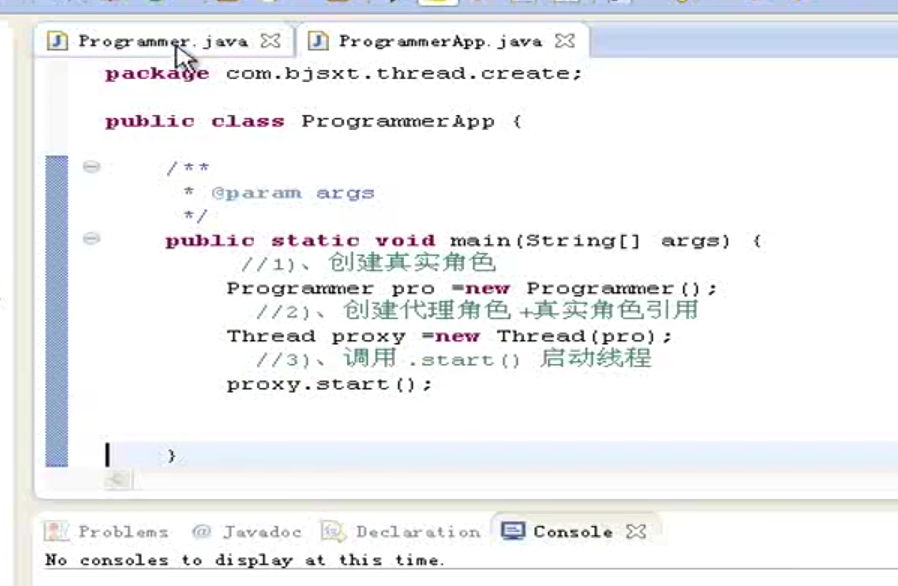 Programmer.java ProgrammerApp.java
package com.bjsxt.thread.create;
public class ProgrammerApp {
/**
* @param args
*/
public static void main(String[] args) {
//1)、创建真实角色
Programmer pro =new Programmer();
//2)、创建代理角色 +真实角色引用
Thread proxy =new Thread(pro);
//3)、调用 .start() 启动线程
proxy.start();
}
Problems @ Javadoc Declaration Console
No consoles to display at this time.